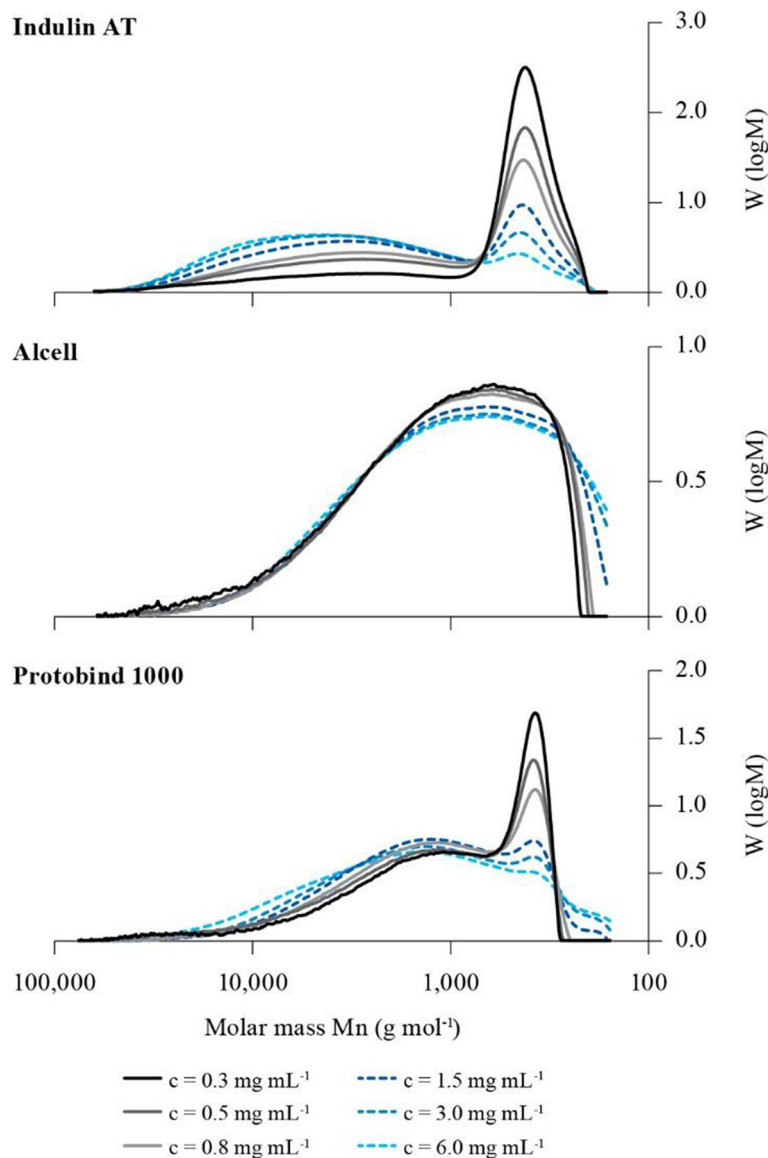 Indulin AT
3.0
2.0
1.0
0.0
W (logM)
Alcell
1.0
0.5
0.0
W (logM)
Protobind 1000
2.0
1.5
1.0
0.5
0.0
W (logM)
100,000 10,000 1,000 100
Molar mass Mn (g mol⁻¹)
c = 0.3 mg mL⁻¹ c = 1.5 mg mL⁻¹
c = 0.5 mg mL⁻¹ c = 3.0 mg mL⁻¹
c = 0.8 mg mL⁻¹ c = 6.0 mg mL⁻¹